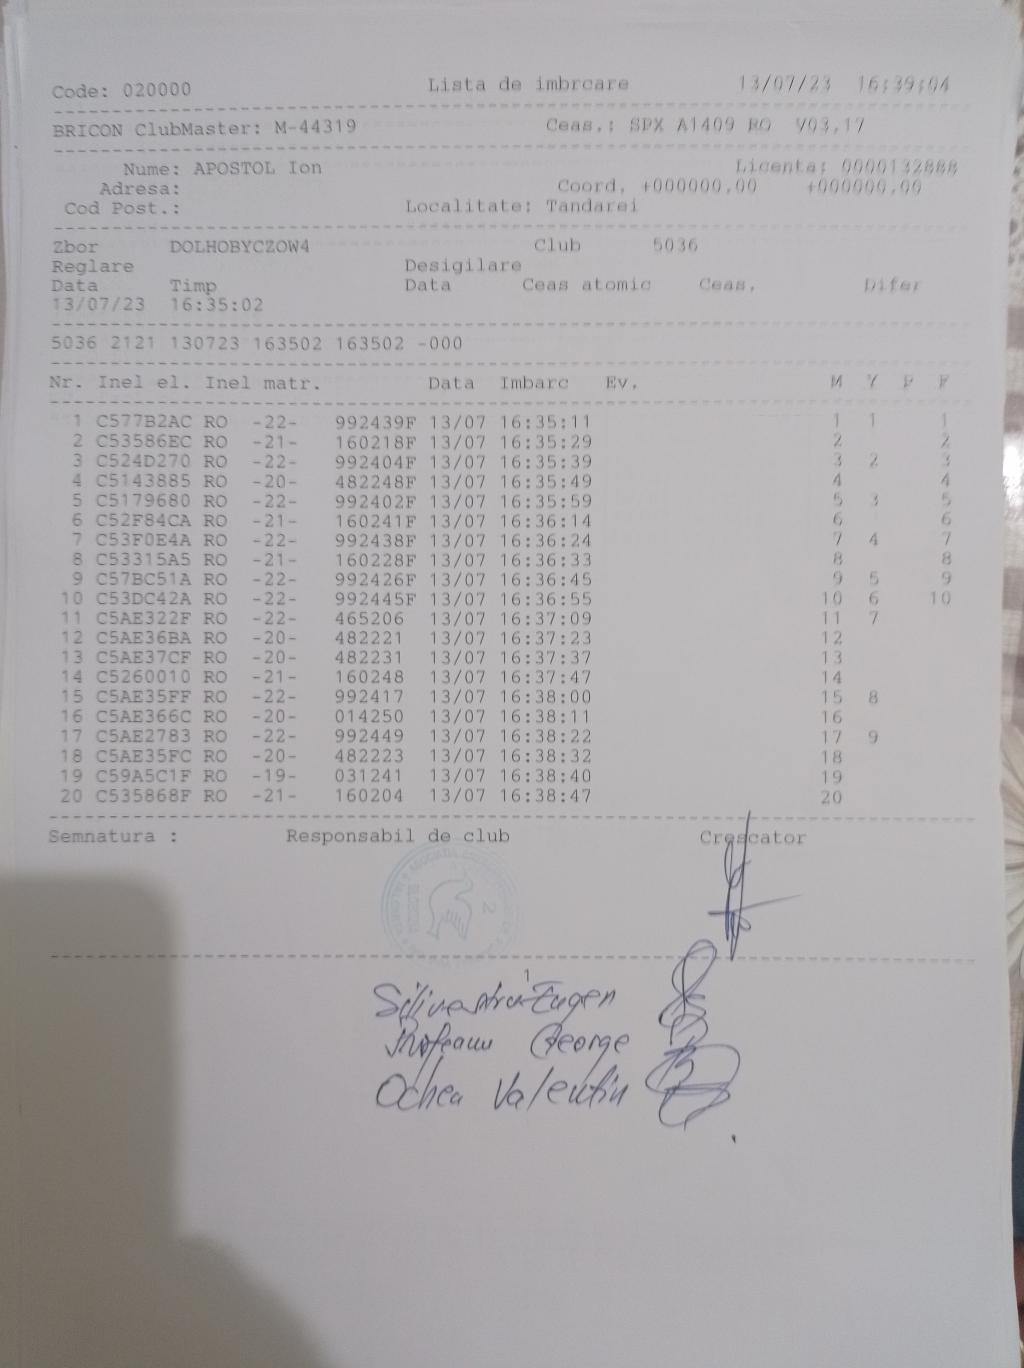 Code: 020000 Lista de imbrcare 13/07/23 16:39:04
BRICON ClubMaster: M-44319 Ceas.: SPX A1409 RO V03.17
Nume: APOSTOL Ion Licenta: 0000132888
Adresa: Coord. +000000.00 +000000.00
Cod Post.: Localitate: Tandarei
Zbor DOLHOBYCZOW4 Club 5036
Reglare Desigilare
Data Timp Data Ceas atomic Ceas. Difer
13/07/23 16:35:02
5036 2121 130723 163502 163502 -000
Nr. Inel el. Inel matr. Data Imbarc Ev. M Y P F
1 C577B2AC RO -22- 992439F 13/07 16:35:11 1 1 1
2 C53586EC RO -21- 160218F 13/07 16:35:29 2 2
3 C524D270 RO -22- 992404F 13/07 16:35:39 3 2 3
4 C5143885 RO -20- 482248F 13/07 16:35:49 4 4
5 C5179680 RO -22- 992402F 13/07 16:35:59 5 3 5
6 C52F84CA RO -21- 160241F 13/07 16:36:14 6 6
7 C53F0E4A RO -22- 992438F 13/07 16:36:24 7 4 7
8 C53315A5 RO -21- 160228F 13/07 16:36:33 8 8
9 C57BC51A RO -22- 992426F 13/07 16:36:45 9 5 9
10 C53DC42A RO -22- 992445F 13/07 16:36:55 10 6 10
11 C5AE322F RO -22- 465206 13/07 16:37:09 11 7
12 C5AE36BA RO -20- 482221 13/07 16:37:23 12
13 C5AE37CF RO -20- 482231 13/07 16:37:37 13
14 C5260010 RO -21- 160248 13/07 16:37:47 14
15 C5AE35FF RO -22- 992417 13/07 16:38:00 15 8
16 C5AE366C RO -20- 014250 13/07 16:38:11 16
17 C5AE2783 RO -22- 992449 13/07 16:38:22 17 9
18 C5AE35FC RO -20- 482223 13/07 16:38:32 18
19 C59A5C1F RO -19- 031241 13/07 16:38:40 19
20 C535868F RO -21- 160204 13/07 16:38:47 20
Semnatura : Responsabil de club Crescator
2
1
Silivestru Eugen
George
Ochea Valentin